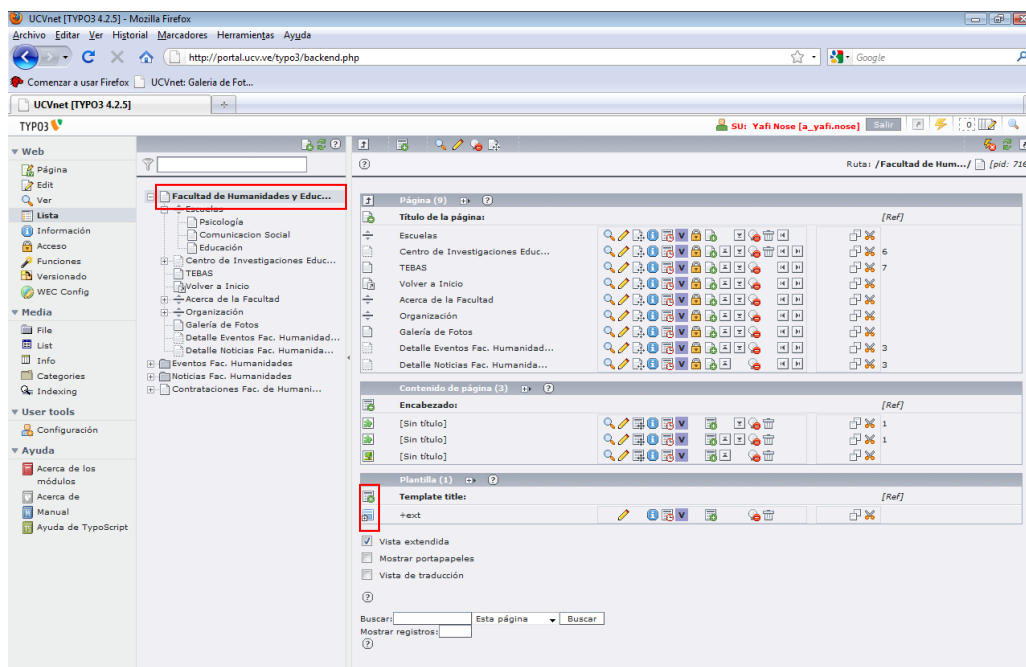 UCVnet [TYPO3 4.2.5] - Mozilla Firefox
Archivo Editar Ver Historial Marcadores Herramientas Ayuda
http://portal.ucv.ve/typo3/backend.php
Google
Comenzar a usar Firefox UCVnet: Galeria de Fot...
UCVnet [TYPO3 4.2.5]
TYPO3
SU: Yafi Nose [a_yafi.nose] Salir 0
Web
Página
Edit
Ver
Lista
Información
Acceso
Funciones
Versionado
WEC Config
Media
File
List
Info
Categories
Indexing
User tools
Configuración
Ayuda
Acerca de los
módulos
Acerca de
Manual
Ayuda de TypoScript
Facultad de Humanidades y Educ...
Escuelas
Psicología
Comunicacion Social
Educación
Centro de Investigaciones Educ...
TEBAS
Volver a Inicio
Acerca de la Facultad
Organización
Galería de Fotos
Detalle Eventos Fac. Humanidad...
Detalle Noticias Fac. Humanida...
Eventos Fac. Humanidades
Noticias Fac. Humanidades
Contrataciones Fac. de Humani...
Ruta: /Facultad de Hum.../ [pid: 716
Página (9)
Título de la página: [Ref]
Escuelas
Centro de Investigaciones Educ... 6
TEBAS 7
Volver a Inicio
Acerca de la Facultad
Organización
Galería de Fotos
Detalle Eventos Fac. Humanidad... 3
Detalle Noticias Fac. Humanida... 3
Contenido de página (3)
Encabezado: [Ref]
[Sin título] 1
[Sin título] 1
[Sin título]
Plantilla (1)
Template title: [Ref]
+ext
Vista extendida
Mostrar portapapeles
Vista de traducción
Buscar: Esta página Buscar
Mostrar registros: